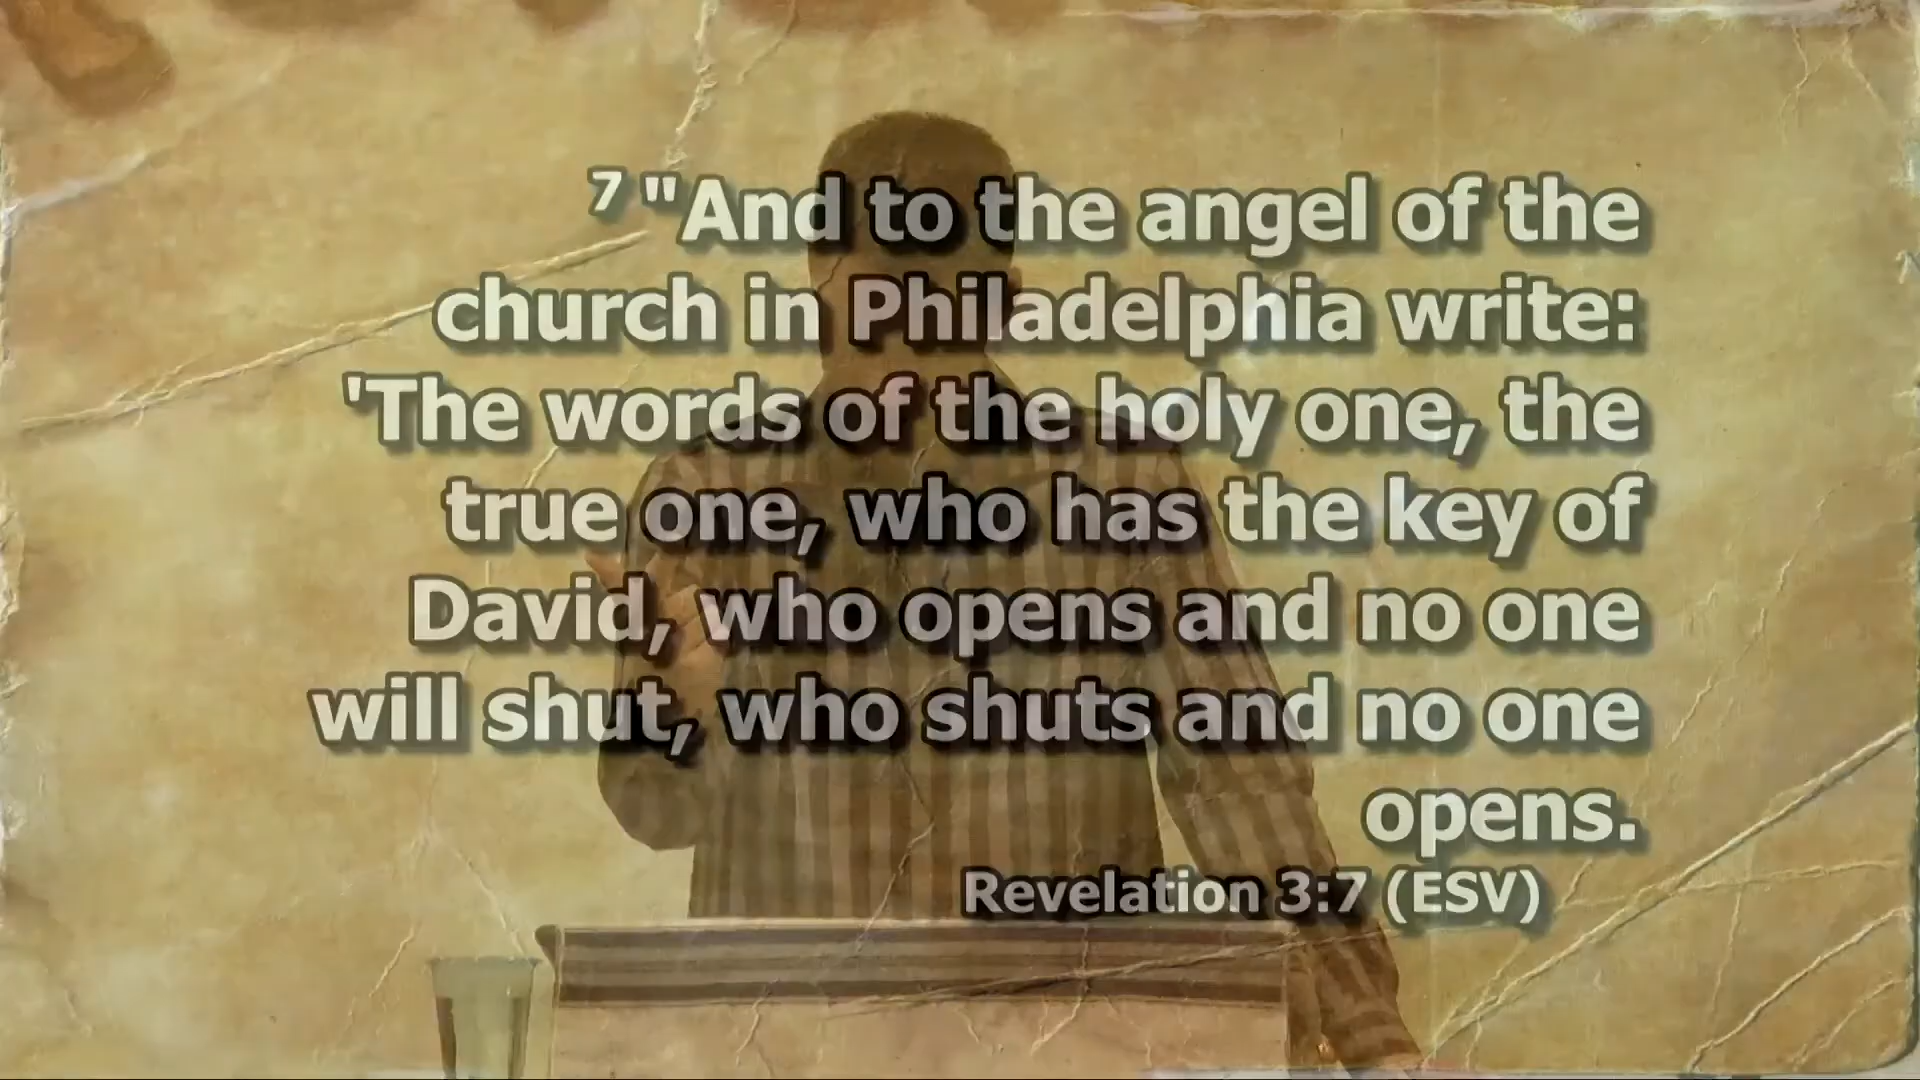 7 "And to the angel of the
church in Philadelphia write:
'The words of the holy one, the
true one, who has the key of
David, who opens and no one
will shut, who shuts and no one
opens.
Revelation 3:7 (ESV)